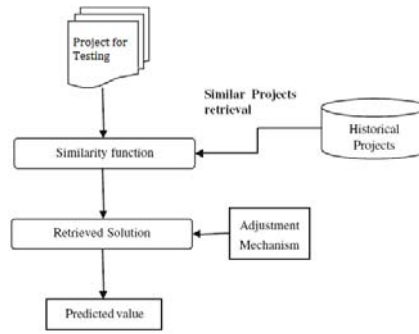 Project for
Testing
Similar Projects
retrieval
Historical
Projects
Similarity function
Retrieved Solution
Adjustment
Mechanism
Predicted value